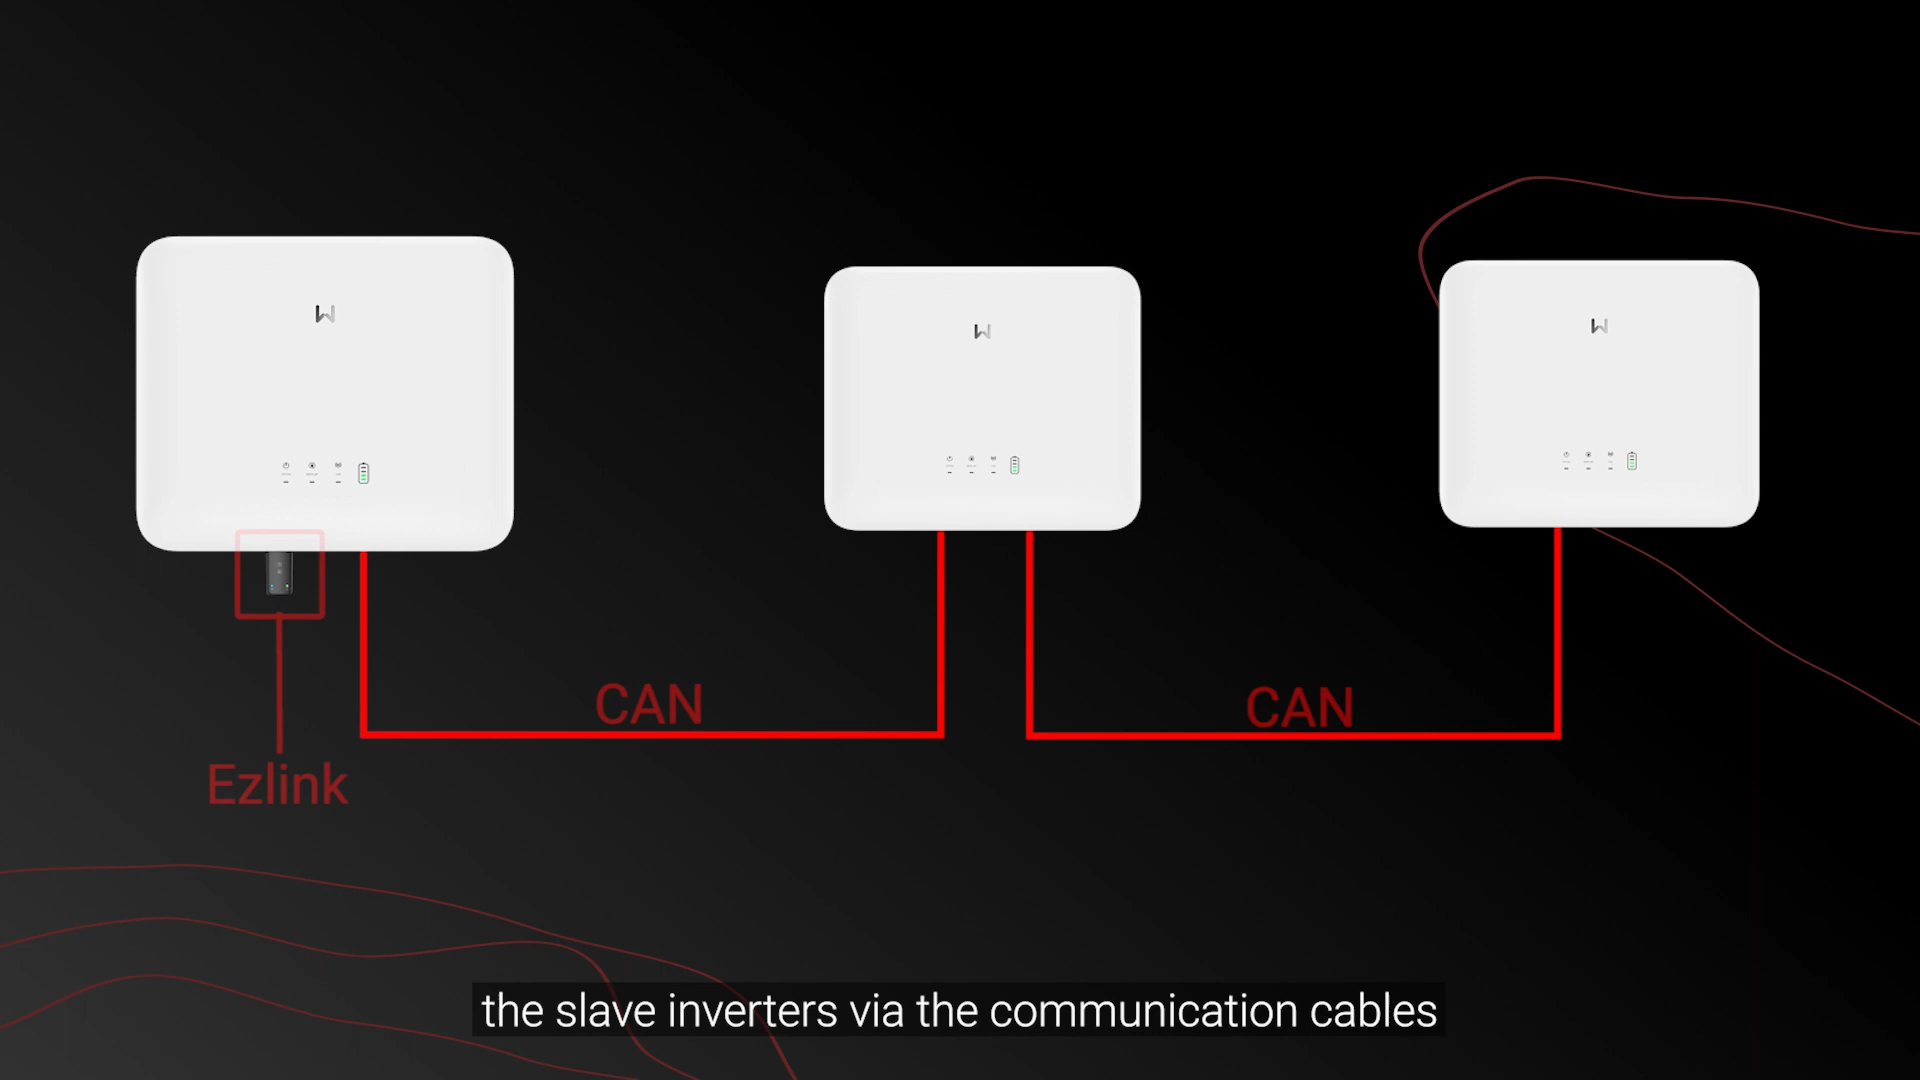 CAN
CAN
Ezlink
the slave inverters via the communication cables